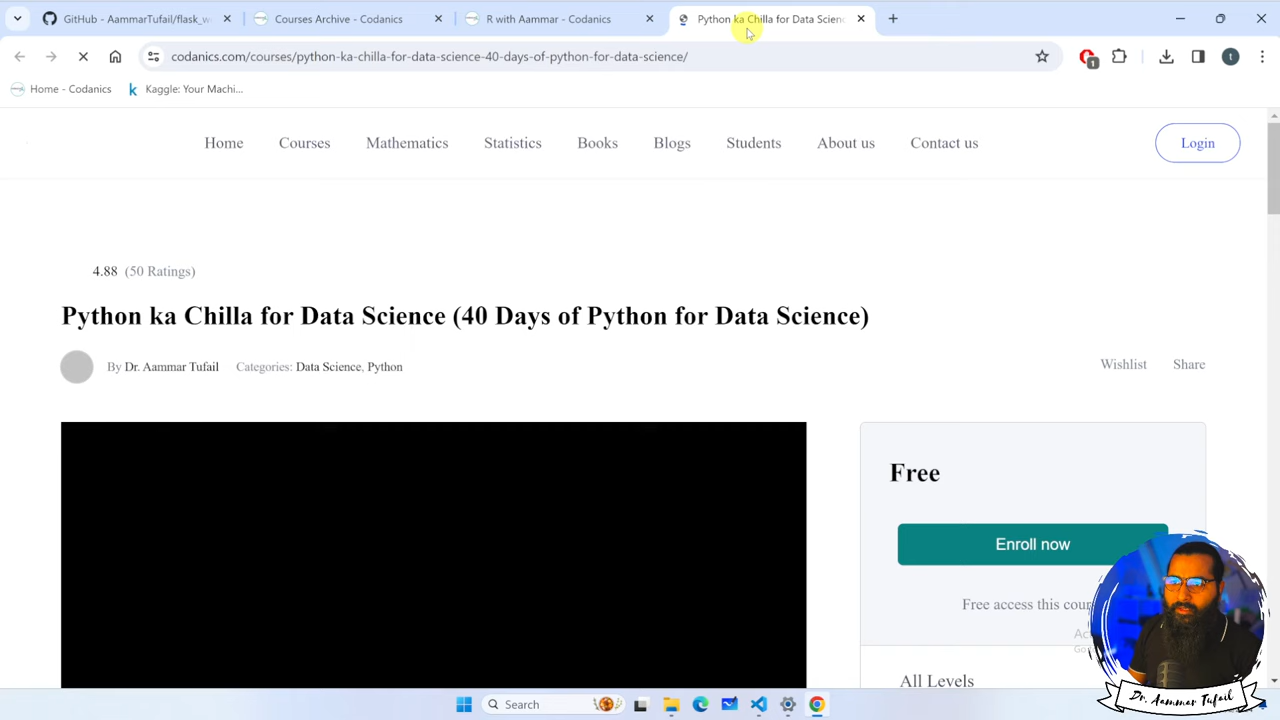 GitHub - AammarTufail/flask_w
Courses Archive - Codanics
R with Aammar - Codanics
Python ka Chilla for Data Scienc
codanics.com/courses/python-ka-chilla-for-data-science-40-days-of-python-for-data-science/
1
t
Home - Codanics
k Kaggle: Your Machi...
Home Courses Mathematics Statistics Books Blogs Students About us Contact us
Login
4.88 (50 Ratings)
Python ka Chilla for Data Science (40 Days of Python for Data Science)
By Dr. Aammar Tufail Categories: Data Science, Python
Wishlist Share
Free
Enroll now
Free access this cour
All Levels
Dr. Aammar Tufail
Search